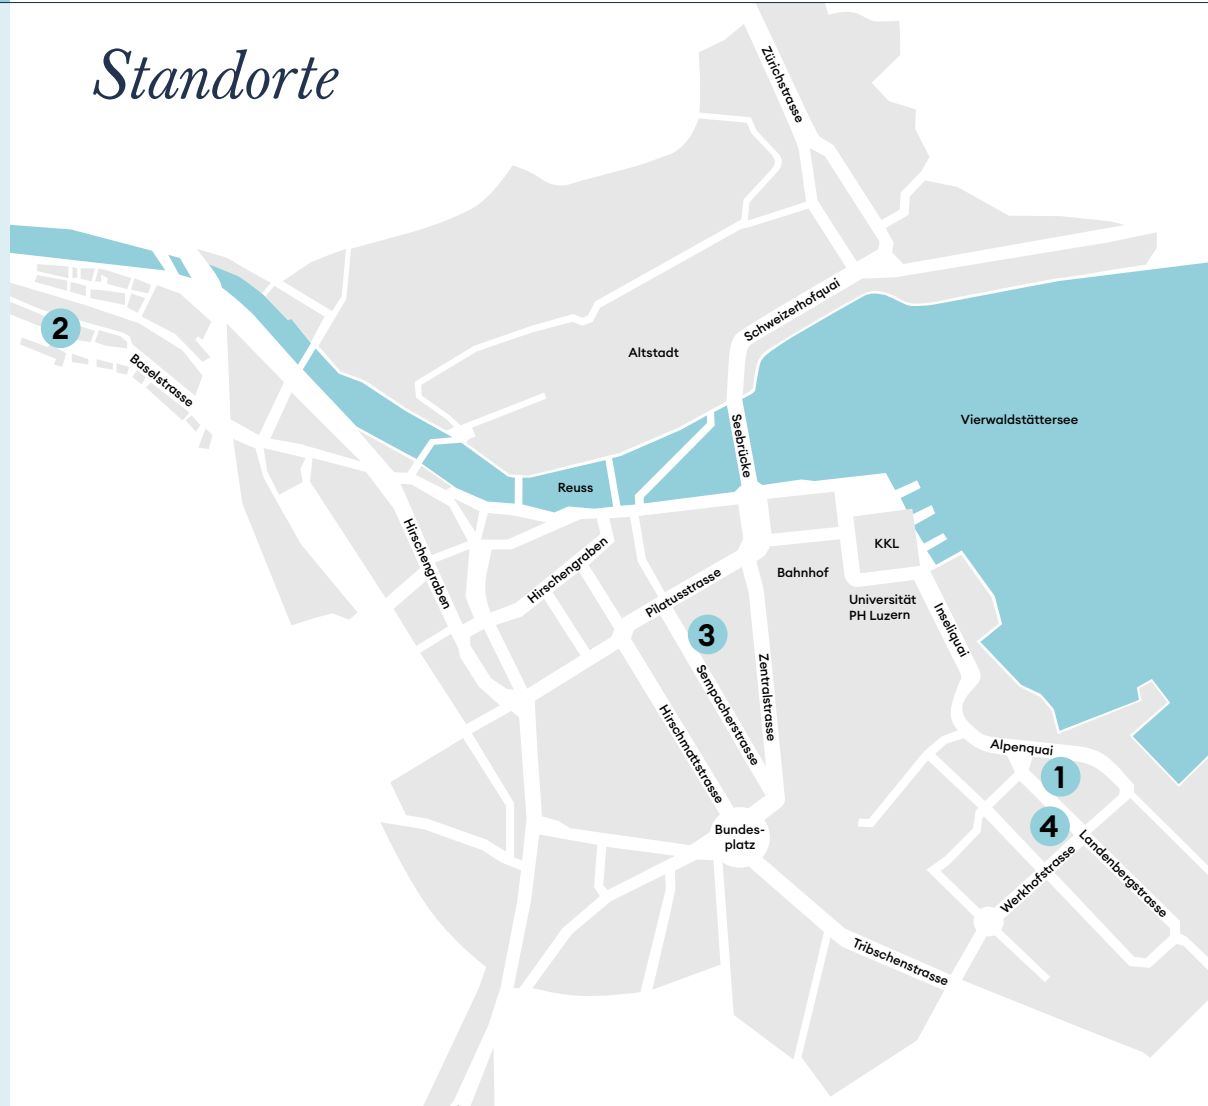 Standorte
Zürichstrasse
Schweizerhofquai
Altstadt
2
Baselstrasse
Seebrücke
Vierwaldstättersee
Reuss
Hirschengraben
Hirschengraben
KKL
Bahnhof
Pilatusstrasse
Universität
PH Luzern
Inseliquai
3
Sempacherstrasse
Zentralstrasse
Hirschmattstrasse
Alpenquai
1
4
Bundes-
platz
Landenbergstrasse
Werkhofstrasse
Tribschenstrasse